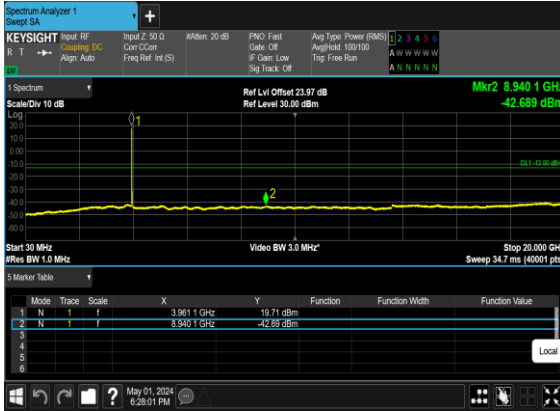 Spectrum Analyzer 1
Swept SA
+
KEYSIGHT
R T
Input: RF
Coupling: DC
Align: Auto
Input Z: 50 Ω
Corr CCorr
Freq Ref: Int (S)
#Atten: 20 dB
PNO: Fast
Gate: Off
IF Gain: Low
Sig Track: Off
Avg Type: Power (RMS)
Avg|Hold: 100/100
Trig: Free Run
1 2 3 4 5 6
A W W W W W
A N N N N N
1 Spectrum
Scale/Div 10 dB
Log
Ref Lvl Offset 23.97 dB
Ref Level 30.00 dBm
Mkr2 8.940 1 GHz
-42.689 dBm
20.0
10.0
0.00
-10.0
-20.0
-30.0
-40.0
-50.0
-60.0
1
2
DL1 -13.00 dBm
Start 30 MHz
#Res BW 1.0 MHz
Video BW 3.0 MHz*
Stop 20.000 GH
Sweep 34.7 ms (40001 pts
5 Marker Table
Mode Trace Scale X Y Function Function Width Function Value
1 N 1 f 3.961 1 GHz 19.71 dBm
2 N 1 f 8.940 1 GHz -42.69 dBm
3
4
5
6
Local
?
May 01, 2024
6:28:01 PM